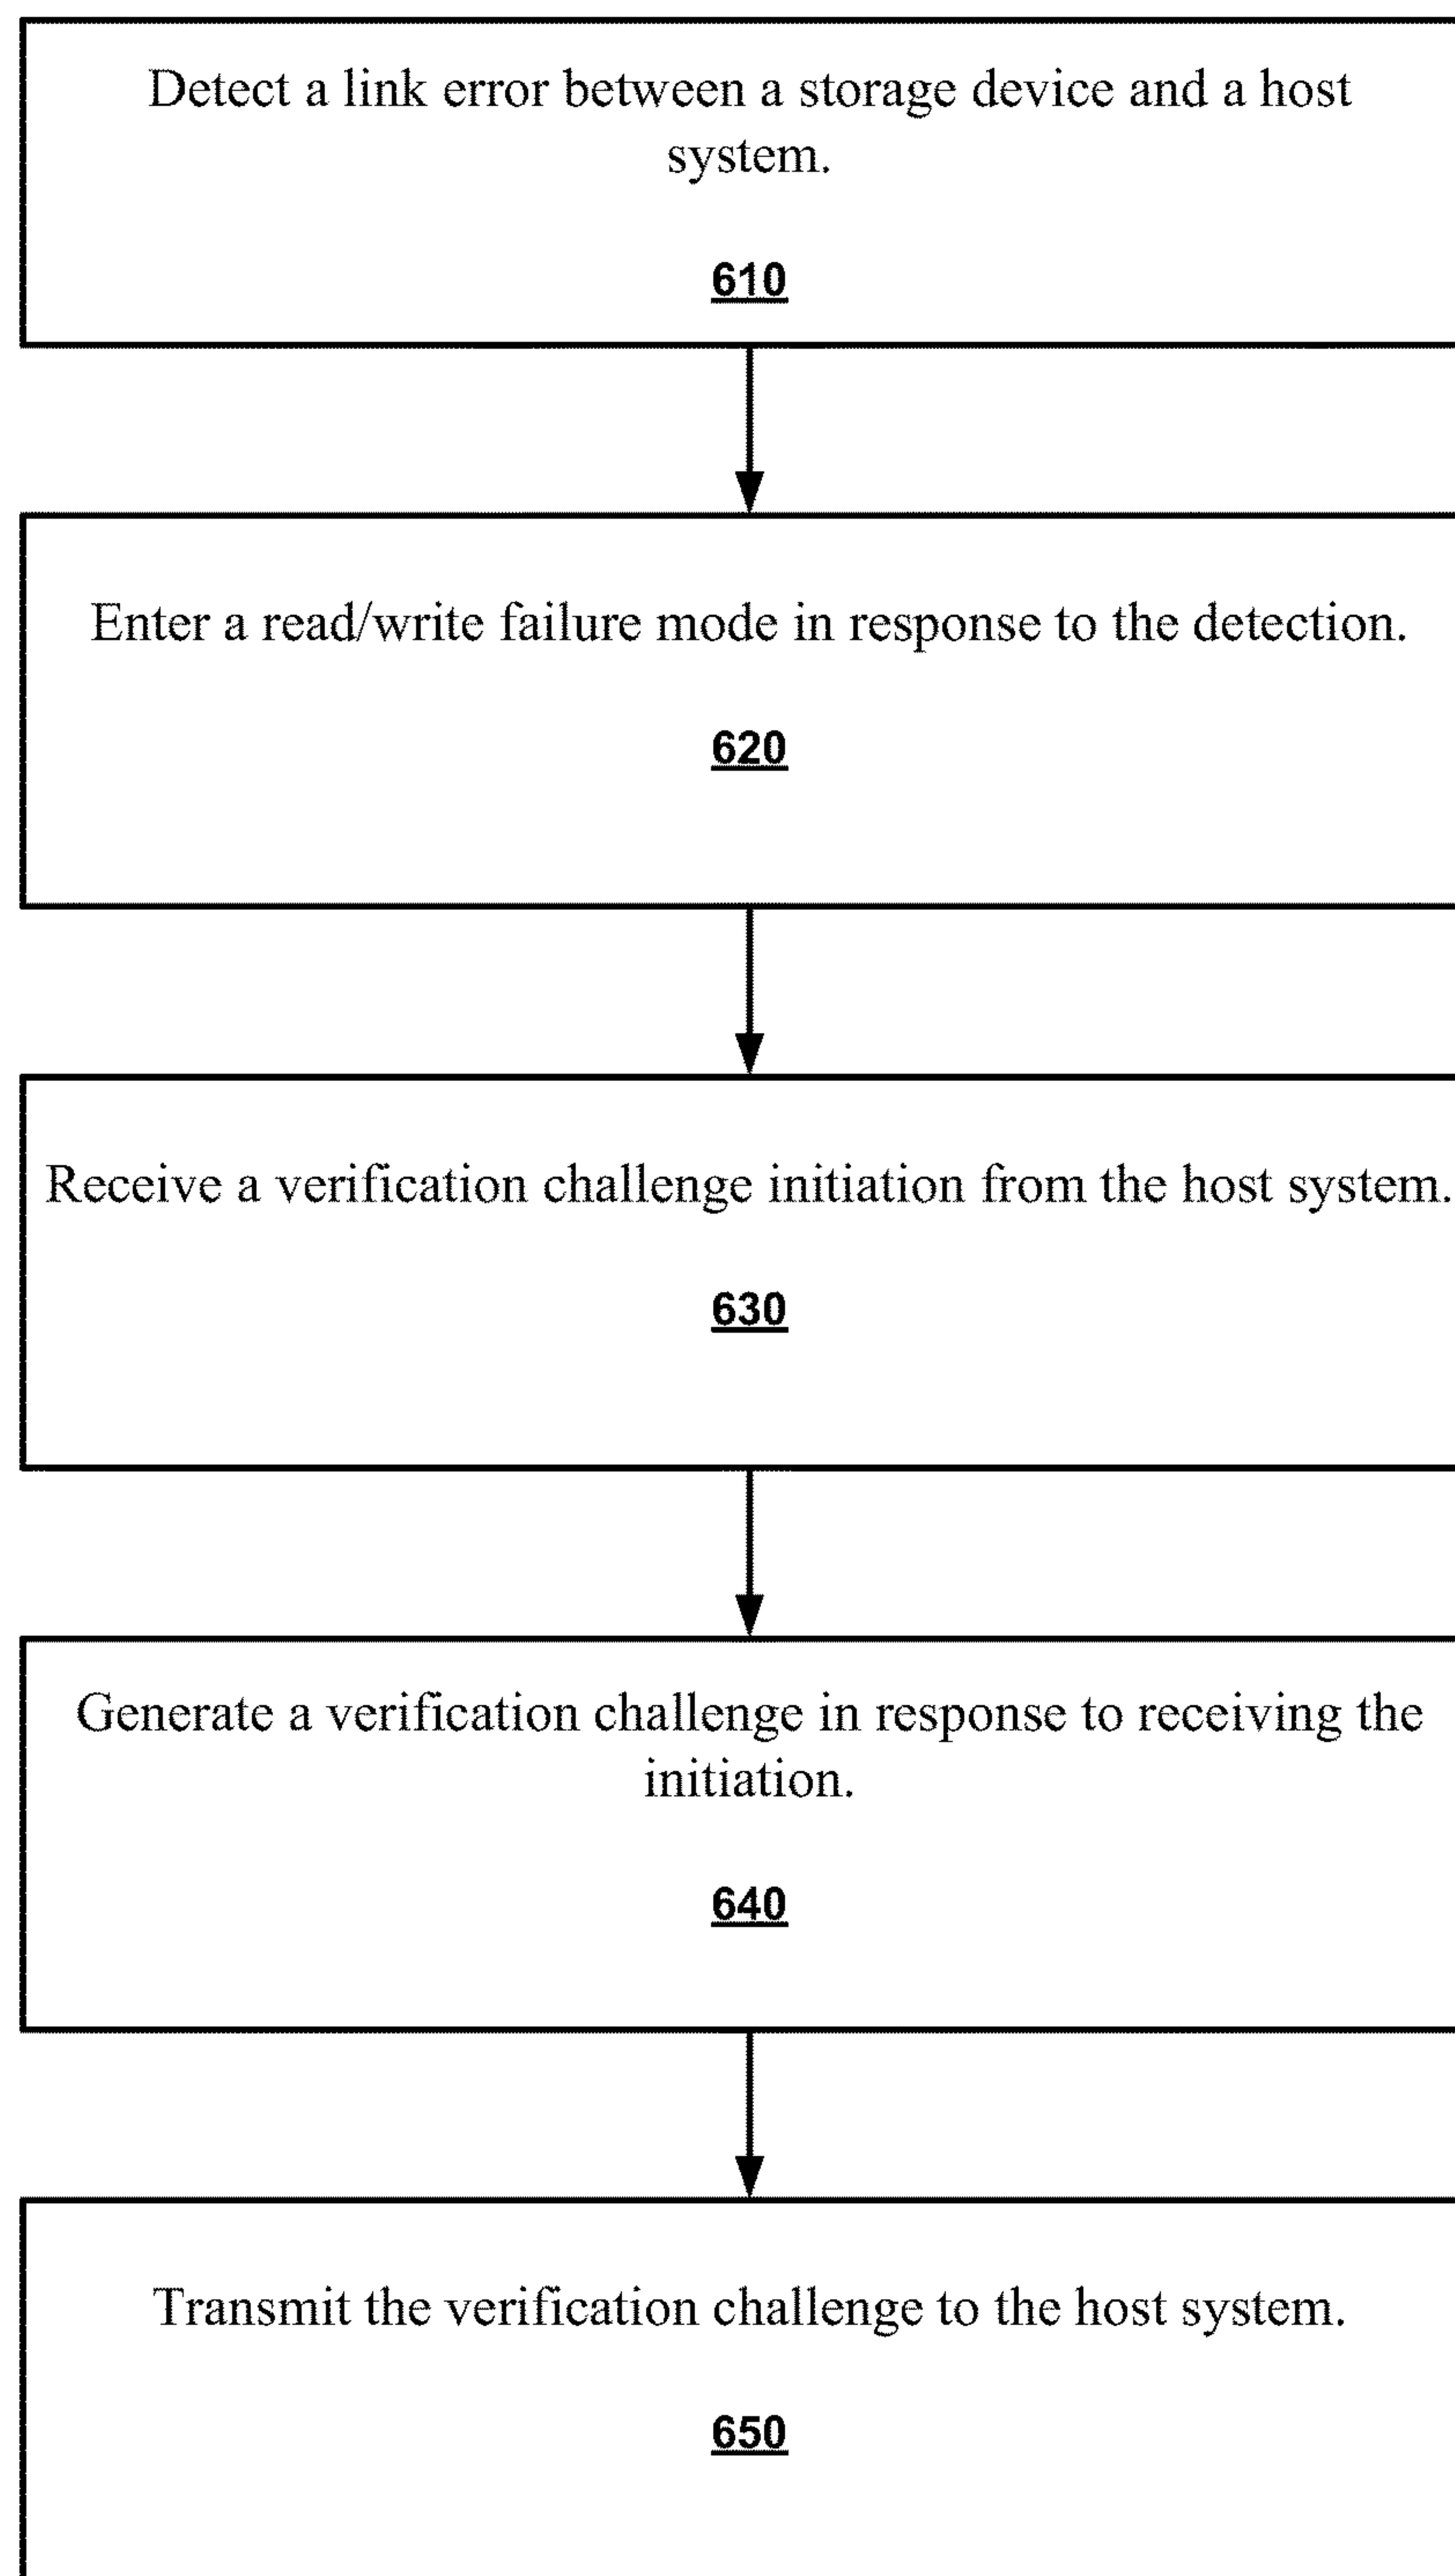 Detect a link error between a storage device and a host
system.
610
Enter a read/write failure mode in response to the detection.
620
Receive a verification challenge initiation from the host system.
630
Generate a verification challenge in response to receiving the
initiation.
640
Transmit the verification challenge to the host system.
650